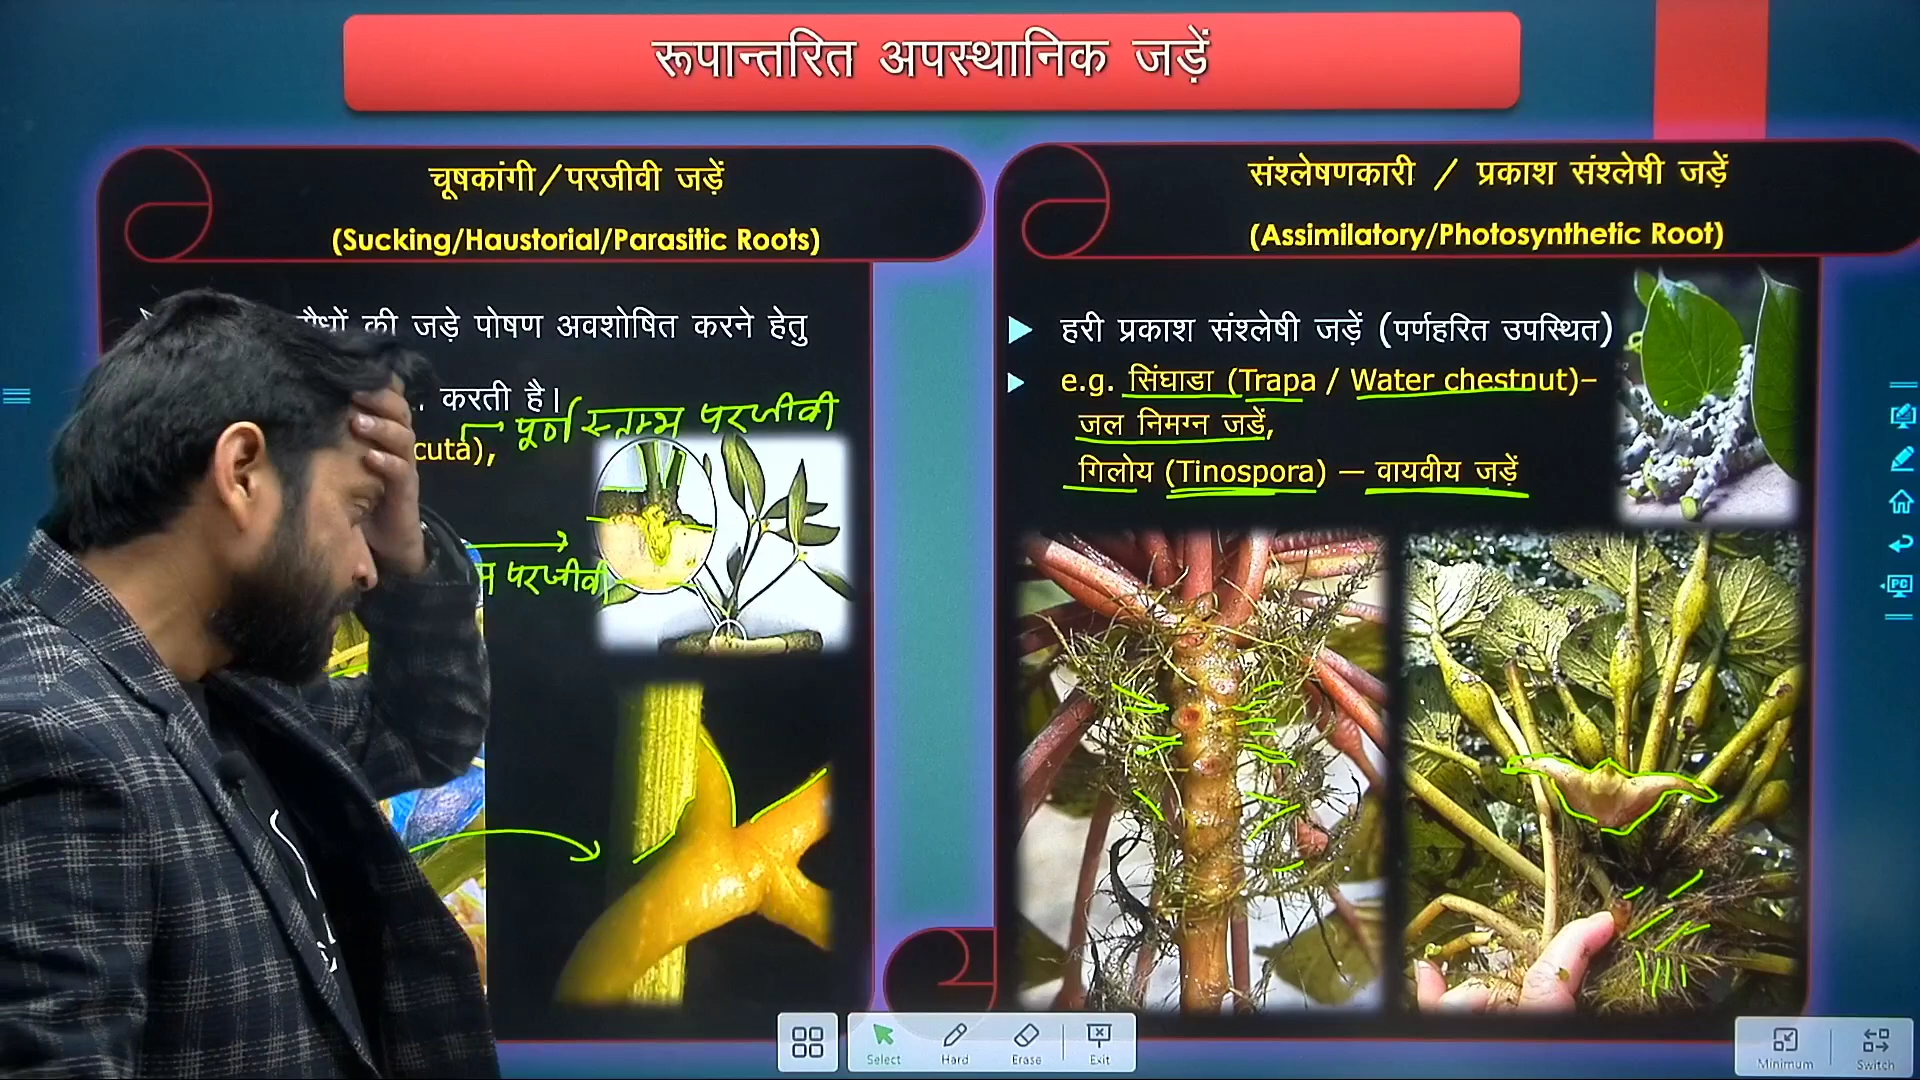 रूपान्तरित अपस्थानिक जड़ें
चूषकांगी/परजीवी जड़ें
(Sucking/Haustorial/Parasitic Roots)
की जड़े पोषण अवशोषित करने हेतु
करती है।
पूर्ण स्तम्भ परजीवी
cuta),
परजीवी
संश्लेषणकारी / प्रकाश संश्लेषी जड़ें
(Assimilatory/Photosynthetic Root)
हरी प्रकाश संश्लेषी जड़ें (पर्णहरित उपस्थित)
e.g. सिंघाडा (Trapa / Water chestnut)–
जल निमग्न जडें,
गिलोय (Tinospora) — वायवीय जड़ें
PC
Select
Hard
Erase
Exit
Minimum
Switch